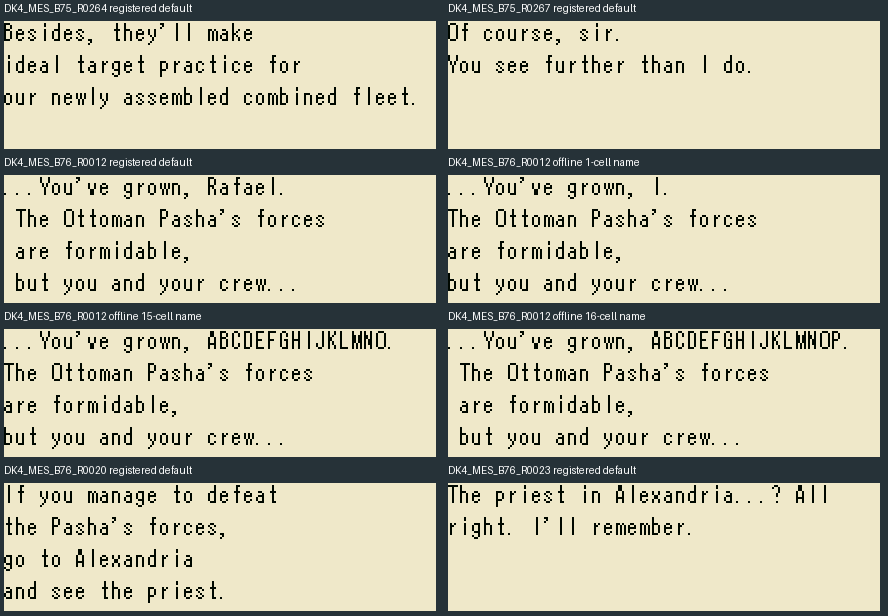 DK4_MES_B75_R0264 registered default
Besides, they'll make
ideal target practice for
our newly assembled combined fleet.
DK4_MES_B75_R0267 registered default
Of course, sir.
You see further than I do.
DK4_MES_B76_R0012 registered default
...You've grown, Rafael.
The Ottoman Pasha's forces
are formidable,
but you and your crew...
DK4_MES_B76_R0012 offline 1-cell name
...You've grown, I.
The Ottoman Pasha's forces
are formidable,
but you and your crew...
DK4_MES_B76_R0012 offline 15-cell name
...You've grown, ABCDEFGHIJKLMNO.
The Ottoman Pasha's forces
are formidable,
but you and your crew...
DK4_MES_B76_R0012 offline 16-cell name
...You've grown, ABCDEFGHIJKLMNOP.
The Ottoman Pasha's forces
are formidable,
but you and your crew...
DK4_MES_B76_R0020 registered default
If you manage to defeat
the Pasha's forces,
go to Alexandria
and see the priest.
DK4_MES_B76_R0023 registered default
The priest in Alexandria...? All
right. I'll remember.